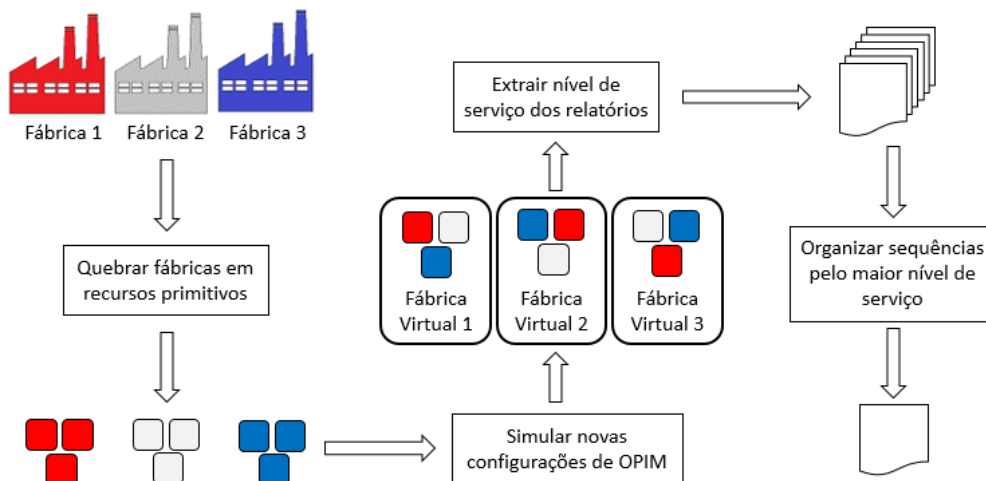 Fábrica 1
Fábrica 2
Fábrica 3
Quebrar fábricas em
recursos primitivos
Simular novas
configurações de OPIM
Fábrica
Virtual 1
Fábrica
Virtual 2
Fábrica
Virtual 3
Extrair nível de
serviço dos relatórios
Organizar sequências
pelo maior nível de
serviço